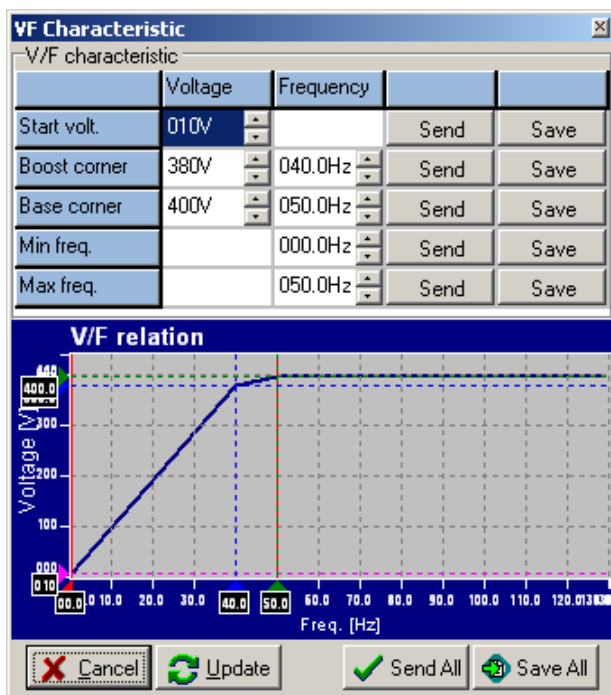 VF Characteristic
V/F characteristic
Voltage Frequency
Start volt. 010V Send Save
Boost corner 380V 040.0Hz Send Save
Base corner 400V 050.0Hz Send Save
Min freq. 000.0Hz Send Save
Max freq. 050.0Hz Send Save
V/F relation
440
400.0
300
200
100
000
010
Voltage [V]
00.0 10.0 20.0 30.0 40.0 50.0 60.0 70.0 80.0 90.0 100.0 110.0 120.0
Freq. [Hz]
Cancel Update Send All Save All